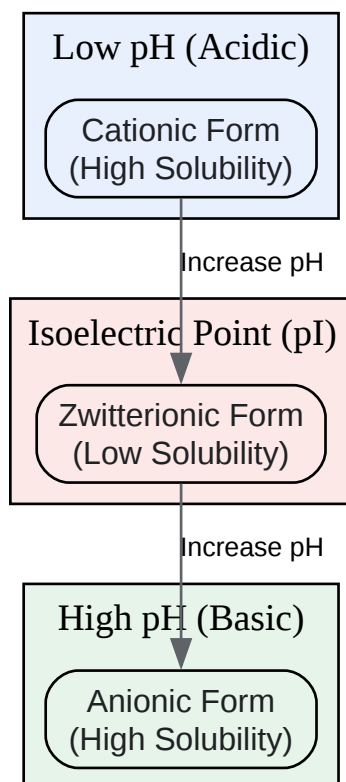 Low pH (Acidic)
Cationic Form
(High Solubility)
Increase pH
Isoelectric Point (pI)
Zwitterionic Form
(Low Solubility)
Increase pH
High pH (Basic)
Anionic Form
(High Solubility)